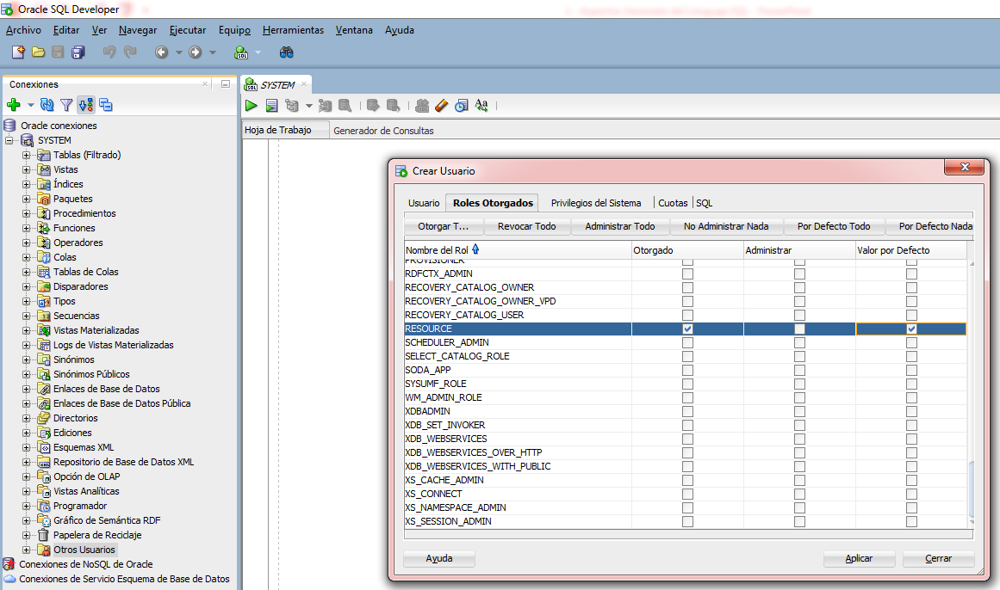 Oracle SQL Developer
Archivo Editar Ver Navegar Ejecutar Equipo Herramientas Ventana Ayuda
Conexiones
Oracle conexiones
SYSTEM
Tablas (Filtrado)
Vistas
Índices
Paquetes
Procedimientos
Funciones
Operadores
Colas
Tablas de Colas
Disparadores
Tipos
Secuencias
Vistas Materializadas
Logs de Vistas Materializadas
Sinónimos
Sinónimos Públicos
Enlaces de Base de Datos
Enlaces de Base de Datos Pública
Directorios
Ediciones
Esquemas XML
Repositorio de Base de Datos XML
Opción de OLAP
Vistas Analíticas
Programador
Gráfico de Semántica RDF
Papelera de Reciclaje
Otros Usuarios
Conexiones de NoSQL de Oracle
Conexiones de Servicio Esquema de Base de Datos
SYSTEM
Aa
Hoja de Trabajo Generador de Consultas
Crear Usuario
Usuario Roles Otorgados Privilegios del Sistema Cuotas SQL
Otorgar T... Revocar Todo Administrar Todo No Administrar Nada Por Defecto Todo Por Defecto Nada
Nombre del Rol Otorgado Administrar Valor por Defecto
PROVISIONER
RDFCTX_ADMIN
RECOVERY_CATALOG_OWNER
RECOVERY_CATALOG_OWNER_VPD
RECOVERY_CATALOG_USER
RESOURCE
SCHEDULER_ADMIN
SELECT_CATALOG_ROLE
SODA_APP
SYSUMF_ROLE
WM_ADMIN_ROLE
XDBADMIN
XDB_SET_INVOKER
XDB_WEBSERVICES
XDB_WEBSERVICES_OVER_HTTP
XDB_WEBSERVICES_WITH_PUBLIC
XS_CACHE_ADMIN
XS_CONNECT
XS_NAMESPACE_ADMIN
XS_SESSION_ADMIN
Ayuda Aplicar Cerrar